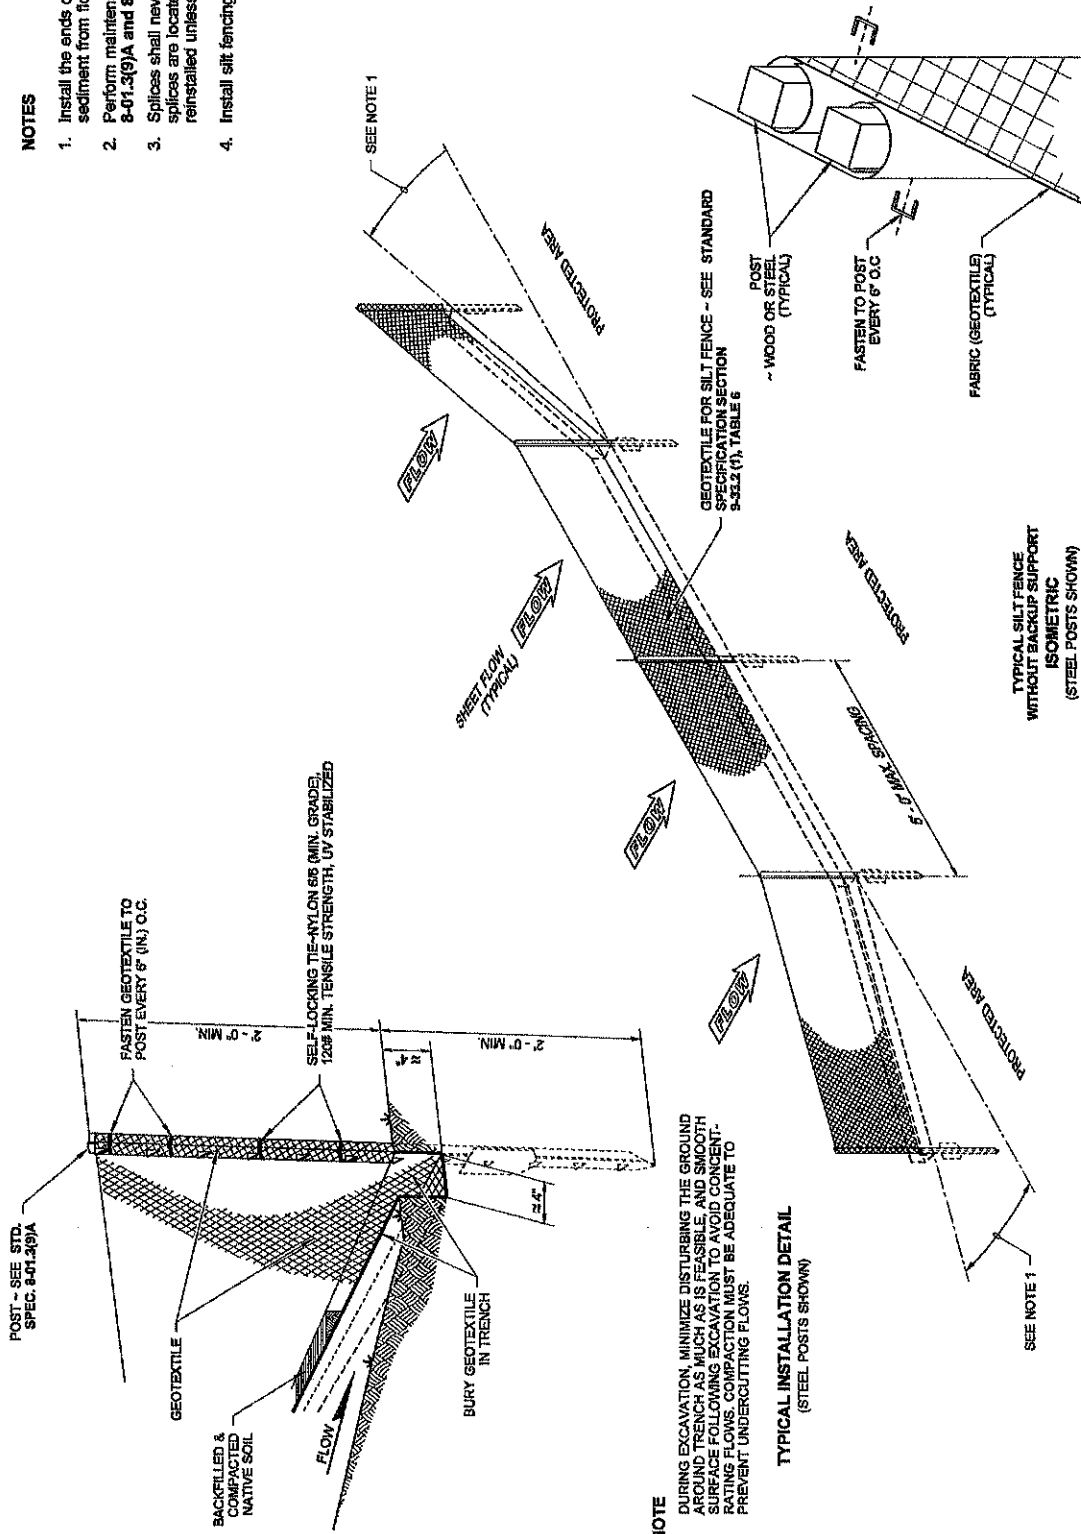 NOTES
1. Install the ends
sediment from
2. Perform
8-01.3(9)A and 8
3. Splices shall
splices are
reinstalled unless
4. Install silt fencing
POST ~ SEE STD.
SPEC. 8-01.3(9)A
GEOTEXTILE
BACKFILLED &
COMPACTED
NATIVE SOIL
FLOW
BURY GEOTEXTILE
IN TRENCH
FASTEN GEOTEXTILE TO
POST EVERY 6" (IN.) O.C.
SELF-LOCKING TIE~NYLON 6/6 (MIN. GRADE),
120# MIN. TENSILE STRENGTH, UV STABILIZED
2' - 0" MIN.
2' - 0" MIN.
≈ 4"
≈ 4"
DURING EXCAVATION, MINIMIZE DISTURBING THE GROUND
AROUND TRENCH AS MUCH AS IS FEASIBLE, AND SMOOTH
SURFACE FOLLOWING EXCAVATION TO AVOID CONCENT-
RATING FLOWS. COMPACTION MUST BE ADEQUATE TO
PREVENT UNDERCUTTING FLOWS.
TYPICAL INSTALLATION DETAIL
(STEEL POSTS SHOWN)
SEE NOTE 1
FLOW
FLOW
SHEET FLOW
(TYPICAL)
FLOW
FLOW
SEE NOTE 1
PROTECTED AREA
PROTECTED AREA
PROTECTED AREA
GEOTEXTILE FOR SILT FENCE ~ SEE STANDARD
SPECIFICATION SECTION
9-33.2 (1), TABLE 6
MAX. SPACING
TYPICAL SILT FENCE
WITHOUT BACKUP SUPPORT
ISOMETRIC
(STEEL POSTS SHOWN)
POST
~ WOOD OR STEEL
(TYPICAL)
FASTEN TO POST
EVERY 6" O.C
FABRIC (GEOTEXTILE)
(TYPICAL)